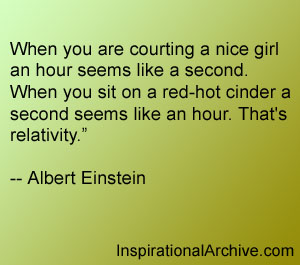 When you are courting a nice girl
an hour seems like a second.
When you sit on a red-hot cinder a
second seems like an hour. That's
relativity.”
-- Albert Einstein
InspirationalArchive.com